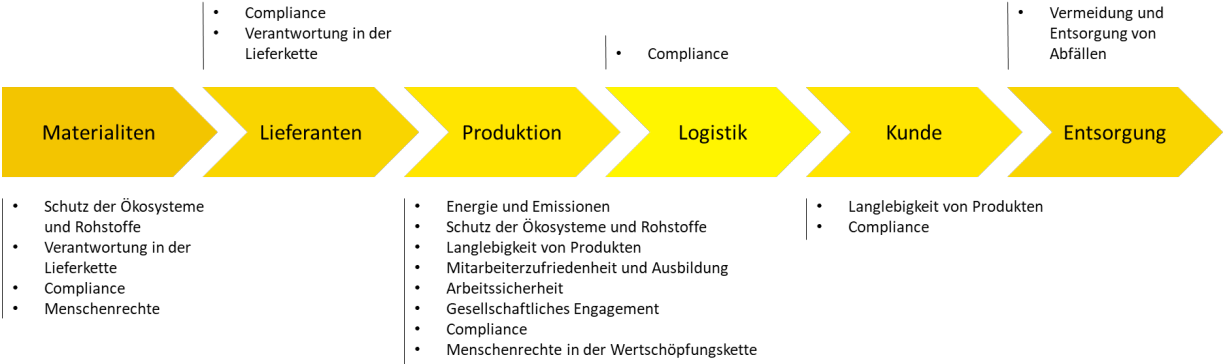 • Compliance
• Verantwortung in der
Lieferkette
• Compliance
• Vermeidung und
Entsorgung von
Abfällen
Materialiten
Lieferanten
Produktion
Logistik
Kunde
Entsorgung
• Schutz der Ökosysteme
und Rohstoffe
• Verantwortung in der
Lieferkette
• Compliance
• Menschenrechte
• Energie und Emissionen
• Schutz der Ökosysteme und Rohstoffe
• Langlebigkeit von Produkten
• Mitarbeiterzufriedenheit und Ausbildung
• Arbeitssicherheit
• Gesellschaftliches Engagement
• Compliance
• Menschenrechte in der Wertschöpfungskette
• Langlebigkeit von Produkten
• Compliance